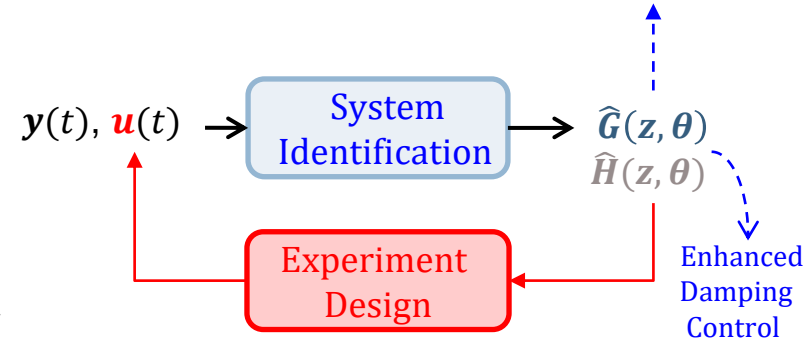 y(t), u(t)
System
Identification
Ĝ(z, θ)
Ĥ(z, θ)
Experiment
Design
Enhanced
Damping
Control